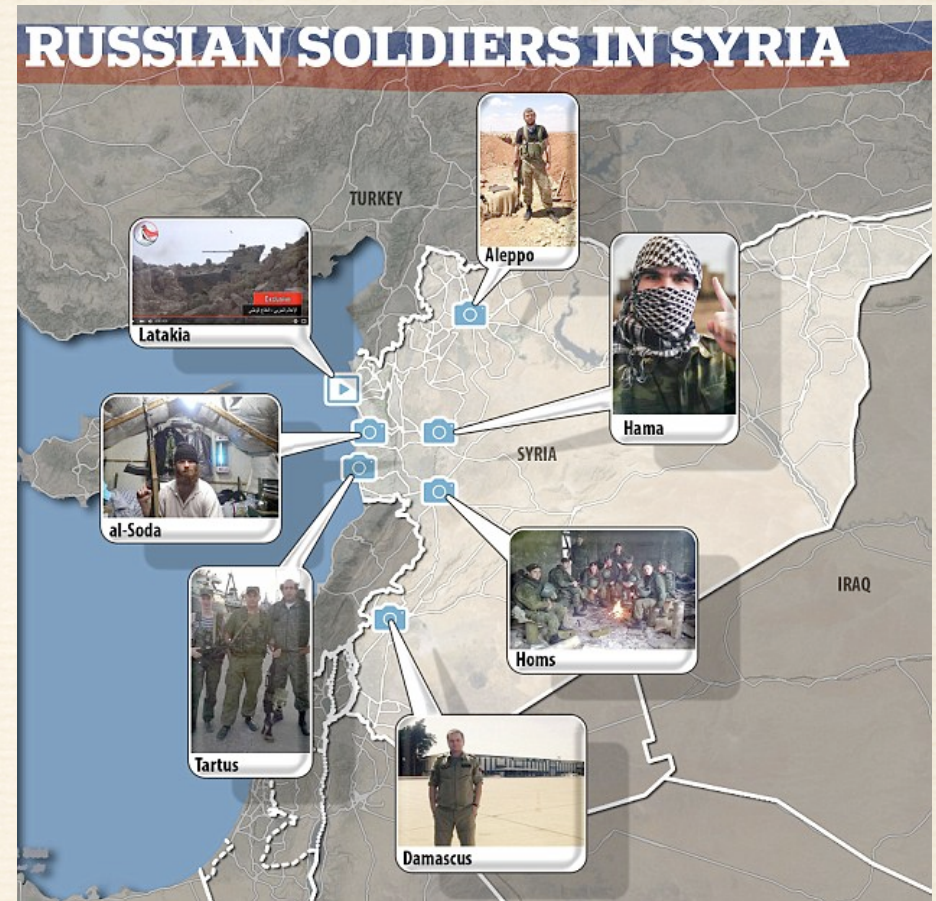 RUSSIAN SOLDIERS IN SYRIA
TURKEY
Aleppo
Exclusive
Latakia
Hama
SYRIA
al-Soda
IRAQ
Homs
Tartus
Damascus